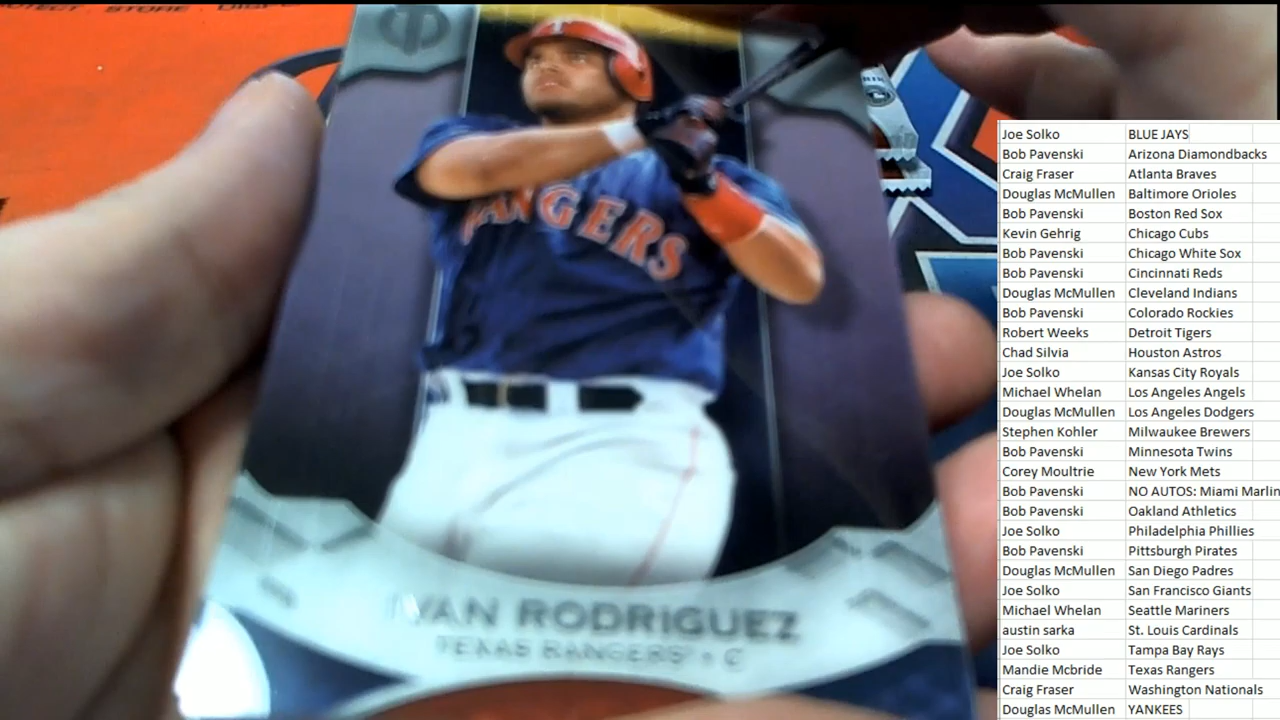 RANGERS
IVAN RODRIGUEZ
TEXAS RANGERS • C
Joe Solko BLUE JAYS
Bob Pavenski Arizona Diamondbacks
Craig Fraser Atlanta Braves
Douglas McMullen Baltimore Orioles
Bob Pavenski Boston Red Sox
Kevin Gehrig Chicago Cubs
Bob Pavenski Chicago White Sox
Bob Pavenski Cincinnati Reds
Douglas McMullen Cleveland Indians
Bob Pavenski Colorado Rockies
Robert Weeks Detroit Tigers
Chad Silvia Houston Astros
Joe Solko Kansas City Royals
Michael Whelan Los Angeles Angels
Douglas McMullen Los Angeles Dodgers
Stephen Kohler Milwaukee Brewers
Bob Pavenski Minnesota Twins
Corey Moultrie New York Mets
Bob Pavenski NO AUTOS: Miami Marlin
Bob Pavenski Oakland Athletics
Joe Solko Philadelphia Phillies
Bob Pavenski Pittsburgh Pirates
Douglas McMullen San Diego Padres
Joe Solko San Francisco Giants
Michael Whelan Seattle Mariners
austin sarka St. Louis Cardinals
Joe Solko Tampa Bay Rays
Mandie Mcbride Texas Rangers
Craig Fraser Washington Nationals
Douglas McMullen YANKEES